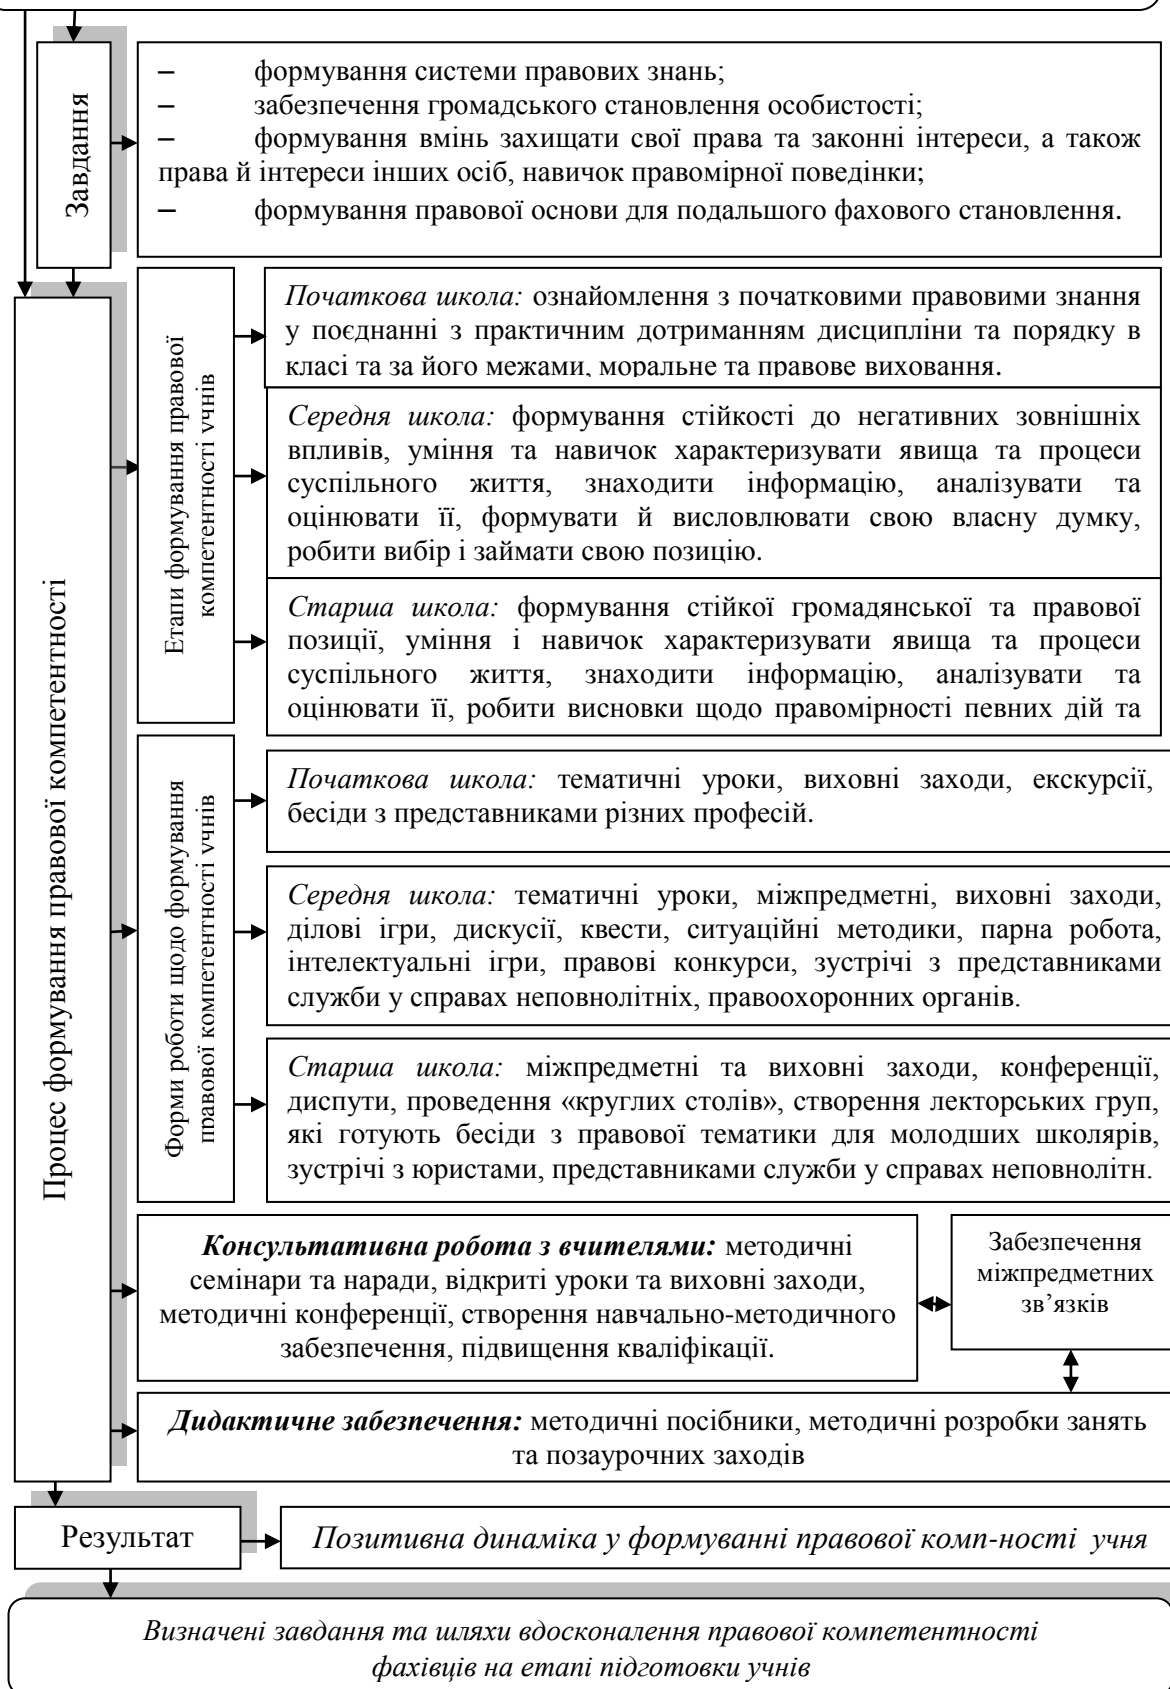 Завдання
– формування системи правових знань;
– забезпечення громадського становлення особистості;
– формування вмінь захищати свої права та законні інтереси, а також
права й інтереси інших осіб, навичок правомірної поведінки;
– формування правової основи для подальшого фахового становлення.
Процес формування правової компетентності
Етапи формування правової
компетентності учнів
Початкова школа: ознайомлення з початковими правовими знання
у поєднанні з практичним дотриманням дисципліни та порядку в
класі та за його межами, моральне та правове виховання.
Середня школа: формування стійкості до негативних зовнішніх
впливів, уміння та навичок характеризувати явища та процеси
суспільного життя, знаходити інформацію, аналізувати та
оцінювати її, формувати й висловлювати свою власну думку,
робити вибір і займати свою позицію.
Старша школа: формування стійкої громадянської та правової
позиції, уміння і навичок характеризувати явища та процеси
суспільного життя, знаходити інформацію, аналізувати та
оцінювати її, робити висновки щодо правомірності певних дій та
Форми роботи щодо формування
правової компетентності учнів
Початкова школа: тематичні уроки, виховні заходи, екскурсії,
бесіди з представниками різних професій.
Середня школа: тематичні уроки, міжпредметні, виховні заходи,
ділові ігри, дискусії, квести, ситуаційні методики, парна робота,
інтелектуальні ігри, правові конкурси, зустрічі з представниками
служби у справах неповнолітніх, правоохоронних органів.
Старша школа: міжпредметні та виховні заходи, конференції,
диспути, проведення «круглих столів», створення лекторських груп,
які готують бесіди з правової тематики для молодших школярів,
зустрічі з юристами, представниками служби у справах неповнолітн.
Консультативна робота з вчителями: методичні
семінари та наради, відкриті уроки та виховні заходи,
методичні конференції, створення навчально-методичного
забезпечення, підвищення кваліфікації.
Забезпечення
міжпредметних
зв’язків
Дидактичне забезпечення: методичні посібники, методичні розробки занять
та позаурочних заходів
Результат
Позитивна динаміка у формуванні правової комп-ності учня
Визначені завдання та шляхи вдосконалення правової компетентності
фахівців на етапі підготовки учнів